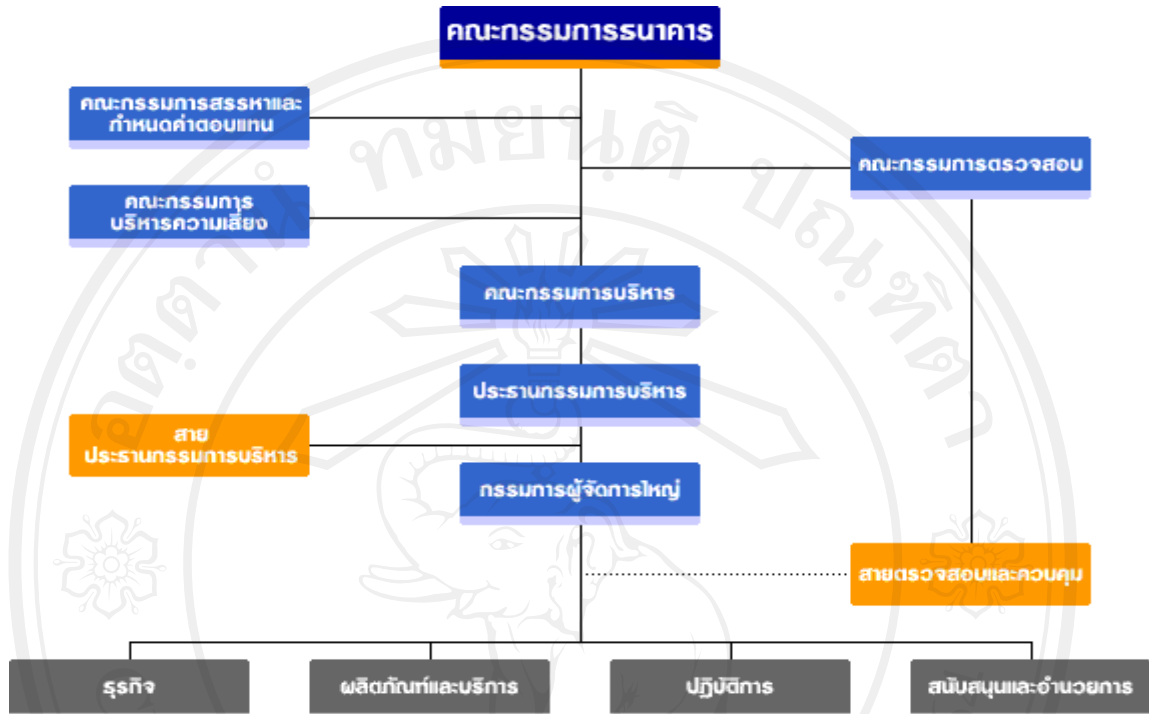 คณะกรรมการธนาคาร
คณะกรรมการสรรหาและ
กำหนดค่าตอบแทน
คณะกรรมการตรวจสอบ
คณะกรรมการ
บริหารความเสี่ยง
คณะกรรมการบริหาร
ประธานกรรมการบริหาร
สาย
ประธานกรรมการบริหาร
กรรมการผู้จัดการใหญ่
สายตรวจสอบและควบคุม
ธุรกิจ
ผลิตภัณฑ์และบริการ
ปฏิบัติการ
สนับสนุนและอำนวยการ